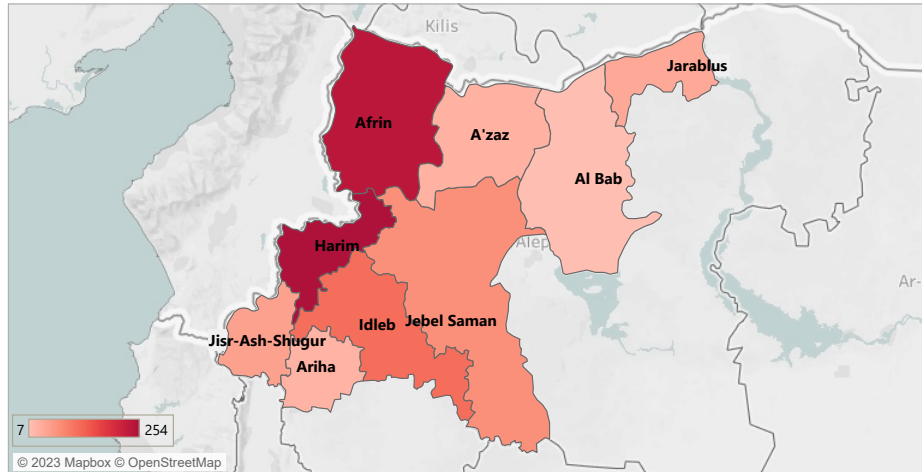 Kilis
Jarablus
Afrin
A'zaz
Al Bab
Harim
Alep
Ar-
Idleb
Jebel Saman
Jisr-Ash-Shugur
Ariha
7
254
© 2023 Mapbox © OpenStreetMap